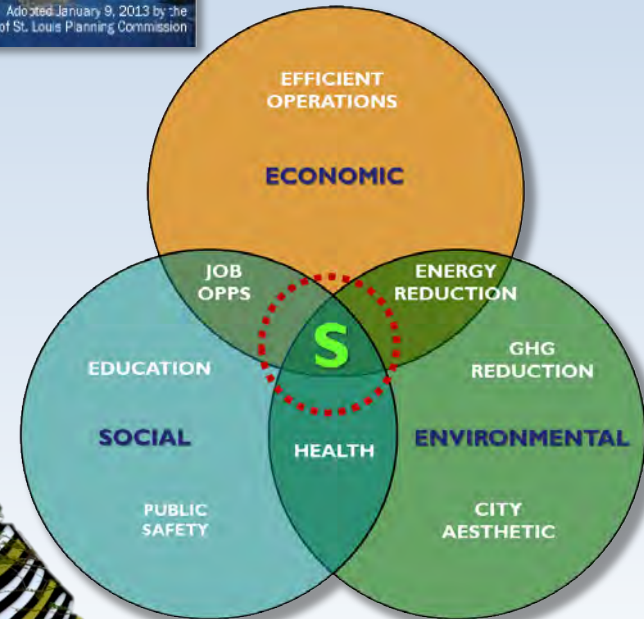 Adopted January 9, 2013 by the
of St. Louis Planning Commission
EFFICIENT
OPERATIONS
ECONOMIC
JOB
OPPS
ENERGY
REDUCTION
S
GHG
REDUCTION
EDUCATION
SOCIAL
HEALTH
ENVIRONMENTAL
PUBLIC
SAFETY
CITY
AESTHETIC